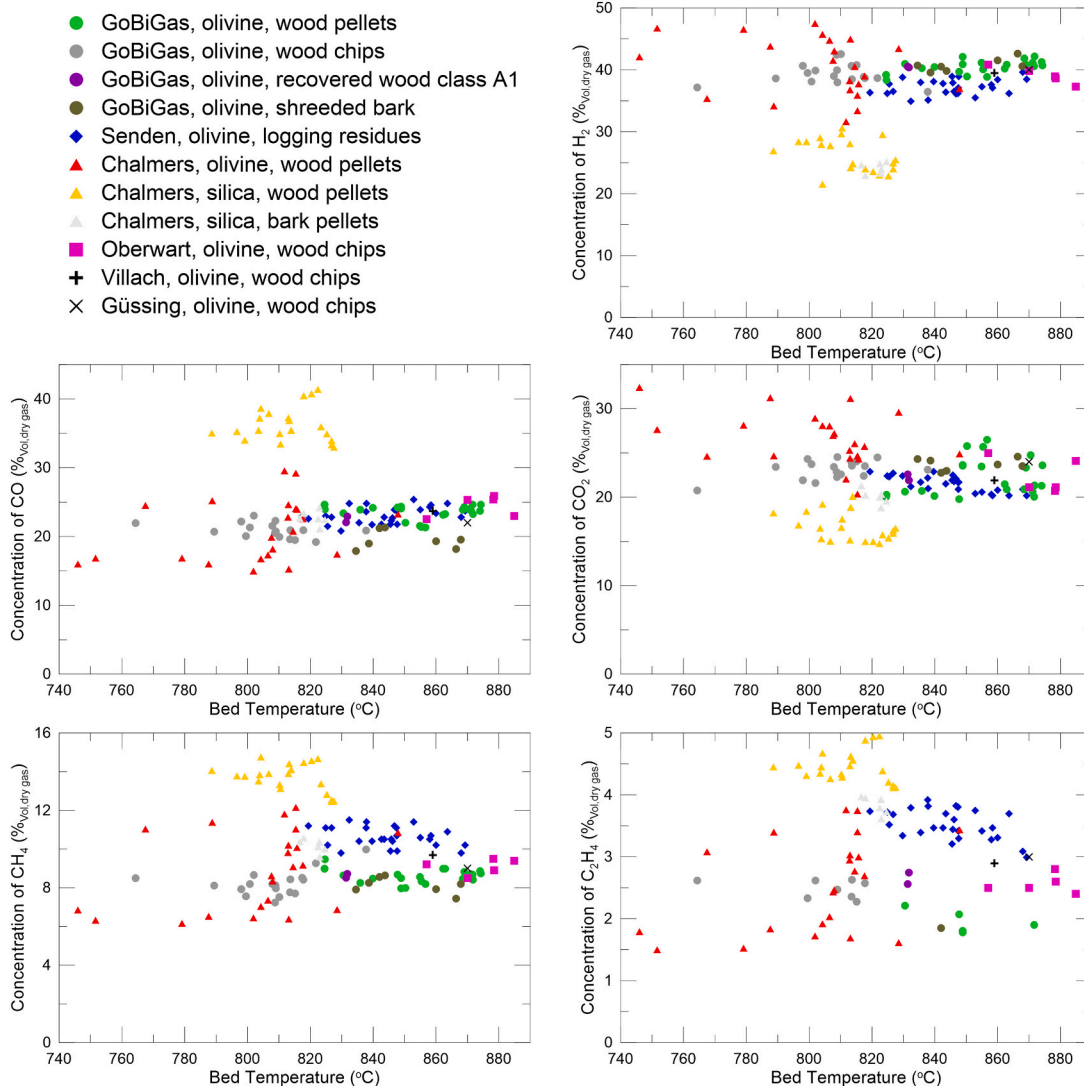 GoBiGas, olivine, wood pellets
GoBiGas, olivine, wood chips
GoBiGas, olivine, recovered wood class A1
GoBiGas, olivine, shreeded bark
Senden, olivine, logging residues
Chalmers, olivine, wood pellets
Chalmers, silica, wood pellets
Chalmers, silica, bark pellets
Oberwart, olivine, wood chips
Villach, olivine, wood chips
Güssing, olivine, wood chips
Concentration of H2 (%Vol,dry gas)
50
40
30
20
10
0
740 760 780 800 820 840 860 880
Bed Temperature (oC)
Concentration of CO (%Vol,dry gas)
40
30
20
10
0
740 760 780 800 820 840 860 880
Bed Temperature (oC)
Concentration of CO2 (%Vol,dry gas)
30
20
10
0
740 760 780 800 820 840 860 880
Bed Temperature (oC)
Concentration of CH4 (%Vol,dry gas)
16
12
8
4
0
740 760 780 800 820 840 860 880
Bed Temperature (oC)
Concentration of C2H4 (%Vol,dry gas)
5
4
3
2
1
0
740 760 780 800 820 840 860 880
Bed Temperature (oC)